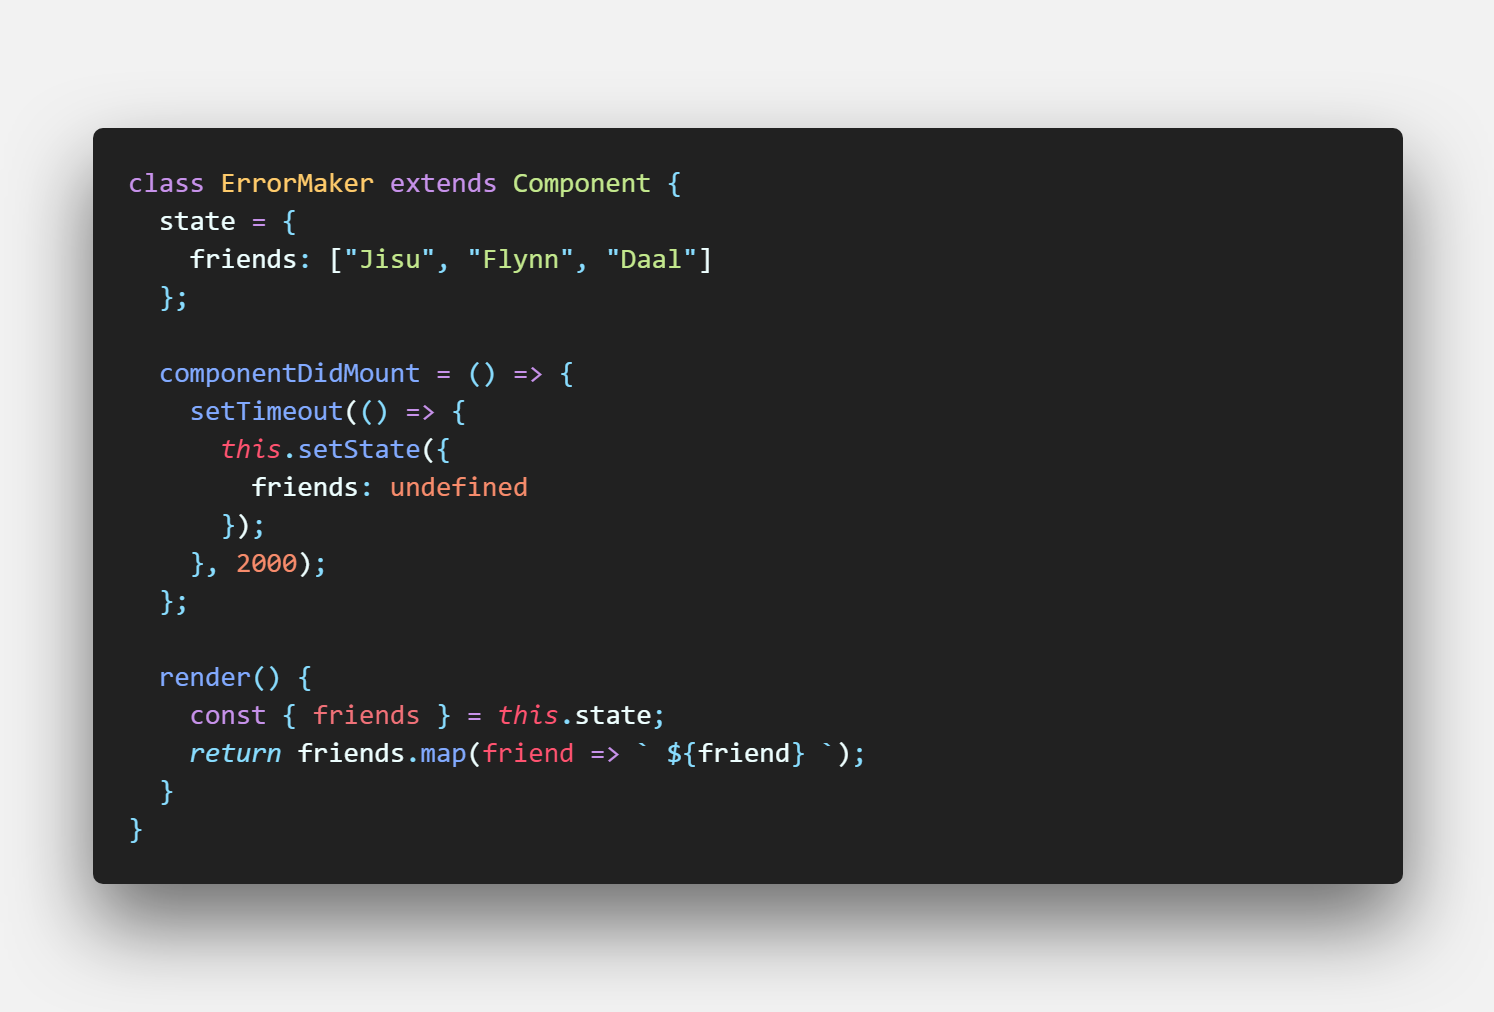 class ErrorMaker extends Component {
  state = {
    friends: ["Jisu", "Flynn", "Daal"]
  };

  componentDidMount = () => {
    setTimeout(() => {
      this.setState({
        friends: undefined
      });
    }, 2000);
  };

  render() {
    const { friends } = this.state;
    return friends.map(friend => ` ${friend} `);
  }
}